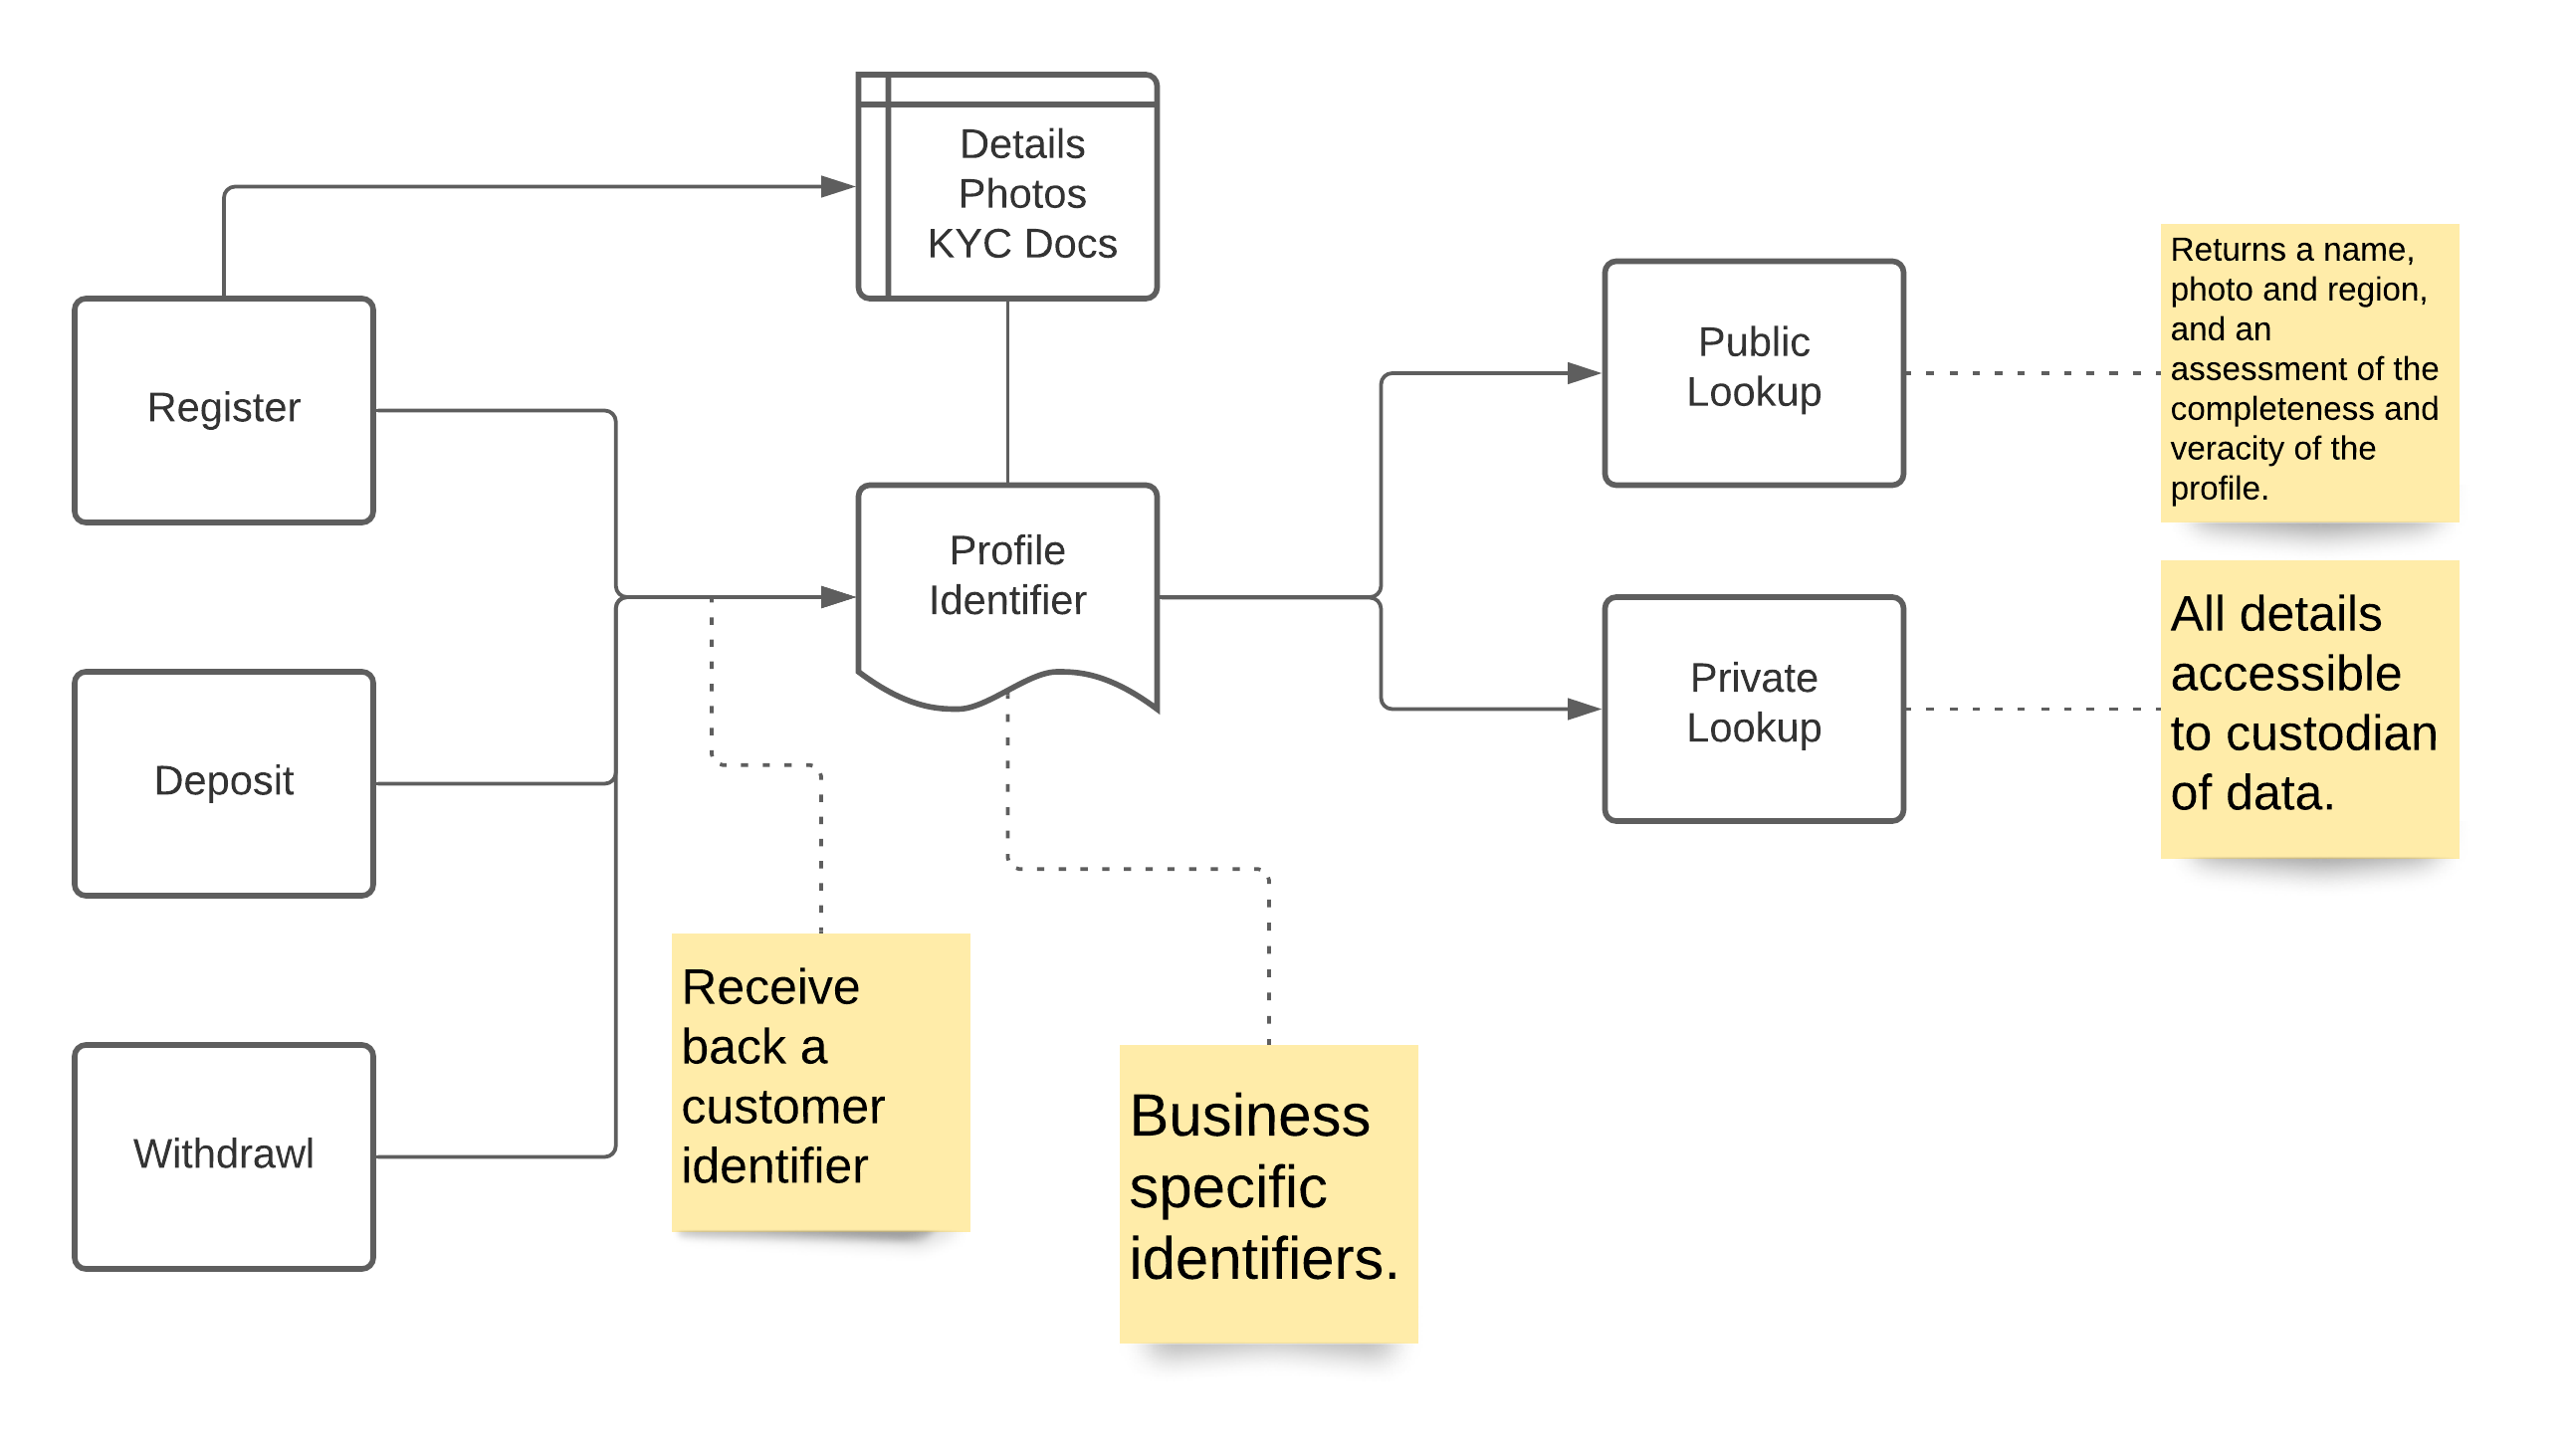 Details
Photos
KYC Docs
Register
Public
Lookup
Returns a name,
photo and region,
and an
assessment of the
completeness and
veracity of the
profile.
Profile
Identifier
Private
Lookup
All details
accessible
to custodian
of data.
Deposit
Withdrawl
Receive
back a
customer
identifier
Business
specific
identifiers.